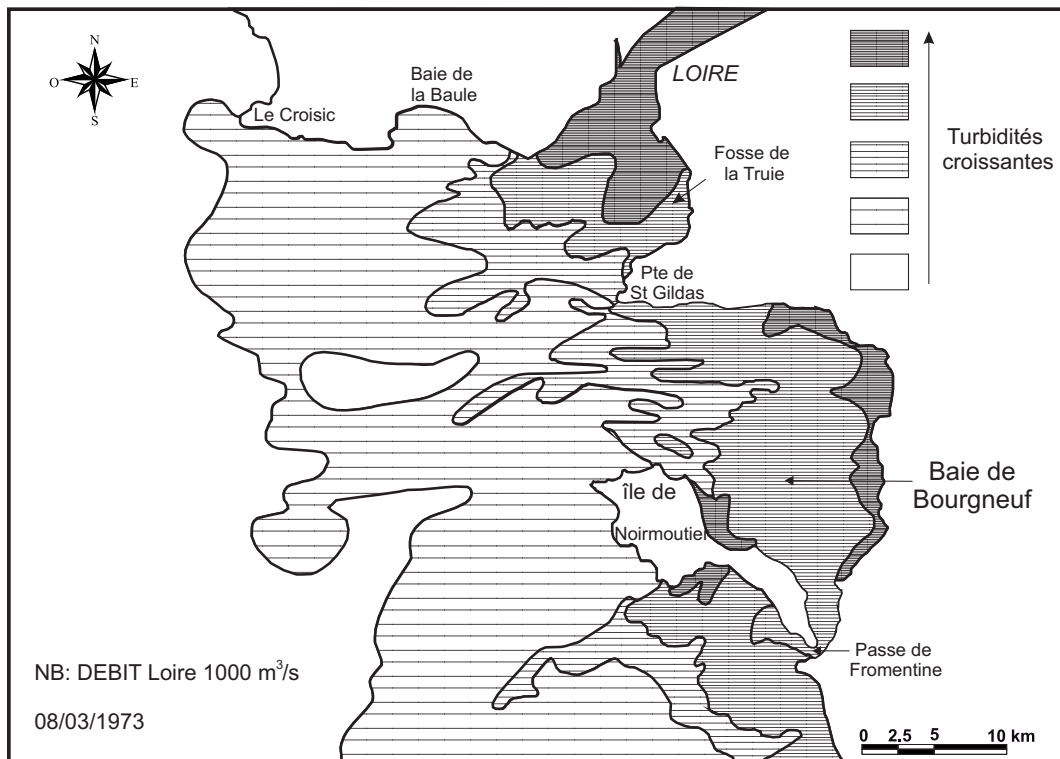 N
O
E
S
Le Croisic
Baie de
la Baule
LOIRE
Fosse de
la Truie
Turbidités
croissantes
Pte de
St Gildas
Baie de
Bourgneuf
île de
Noirmoutier
Passe de
Fromentine
NB: DEBIT Loire 1000 m³/s
08/03/1973
0 2.5 5 10 km